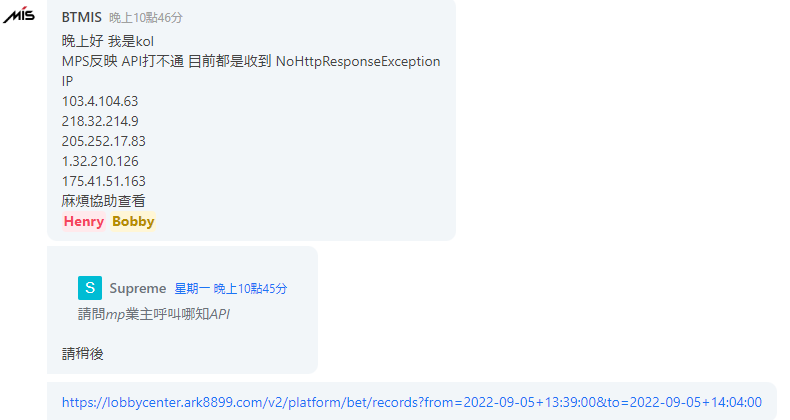 MIS
BTMIS 晚上10點46分
晚上好 我是kol
MPS反映 API打不通 目前都是收到 NoHttpResponseException
IP
103.4.104.63
218.32.214.9
205.252.17.83
1.32.210.126
175.41.51.163
麻煩協助查看
Henry Bobby
S Supreme 星期一 晚上10點45分
請問mp業主呼叫哪知API
請稍後
https://lobbycenter.ark8899.com/v2/platform/bet/records?from=2022-09-05+13:39:00&to=2022-09-05+14:04:00